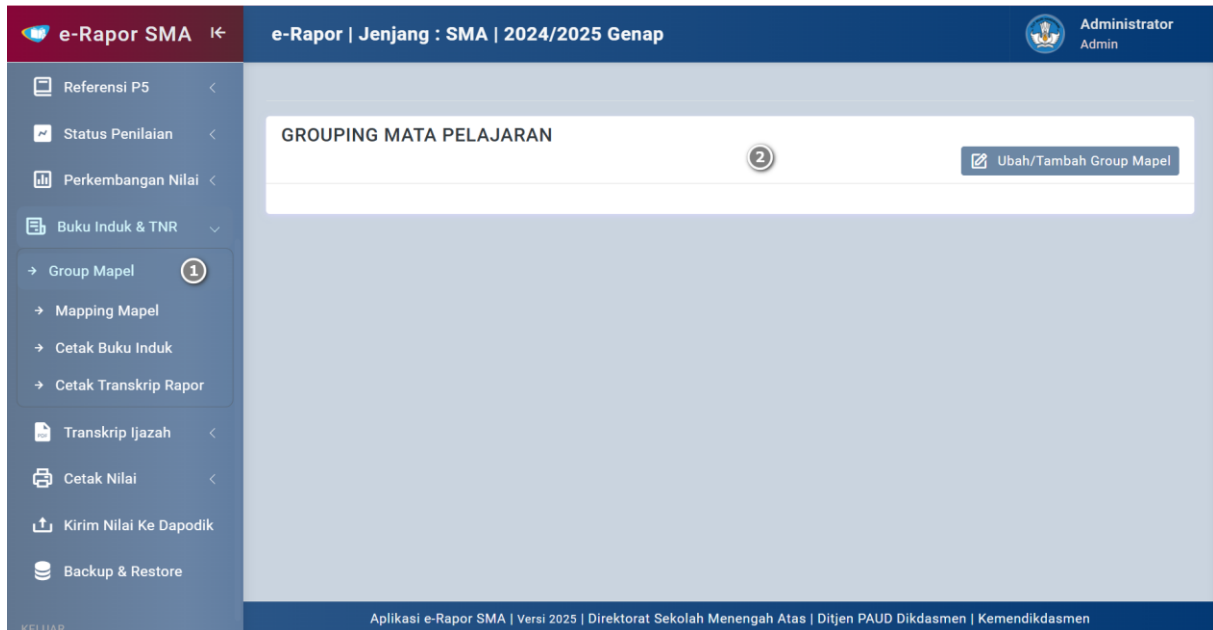 e-Rapor SMA
e-Rapor | Jenjang : SMA | 2024/2025 Genap
Administrator
Admin
Referensi P5
Status Penilaian
Perkembangan Nilai
Buku Induk & TNR
Group Mapel
1
Mapping Mapel
Cetak Buku Induk
Cetak Transkrip Rapor
Transkrip Ijazah
Cetak Nilai
Kirim Nilai Ke Dapodik
Backup & Restore
KELUAR
GROUPING MATA PELAJARAN
2
Ubah/Tambah Group Mapel
Aplikasi e-Rapor SMA | Versi 2025 | Direktorat Sekolah Menengah Atas | Ditjen PAUD Dikdasmen | Kemendikdasmen